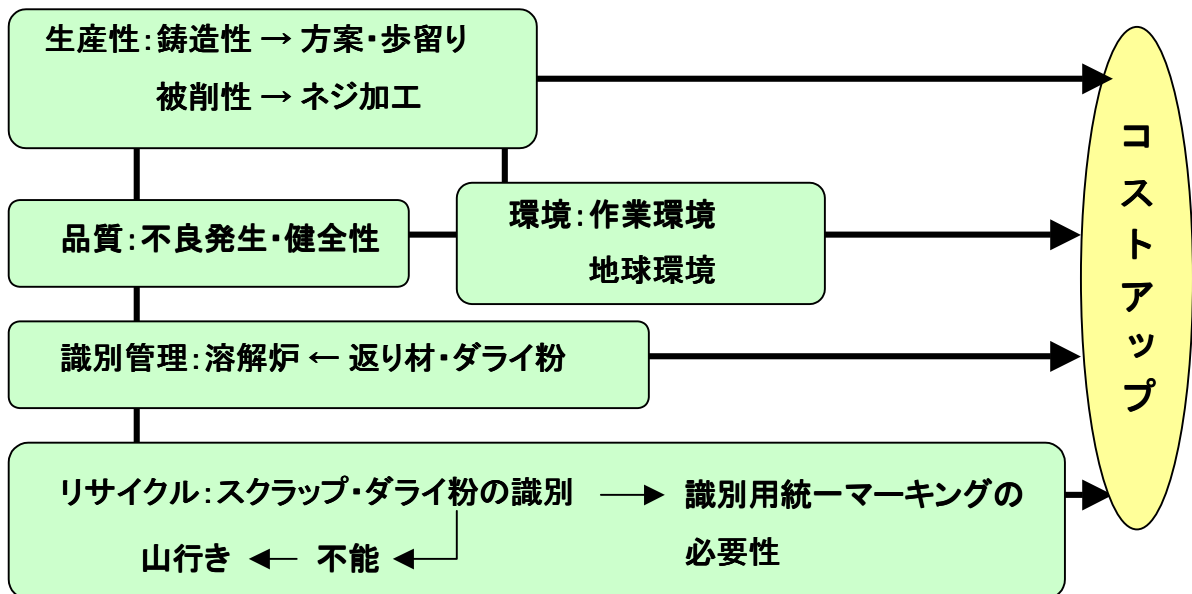 生産性：鋳造性 → 方案・歩留り
被削性 → ネジ加工
品質：不良発生・健全性
環境：作業環境
地球環境
識別管理：溶解炉 ← 返り材・ダライ粉
リサイクル：スクラップ・ダライ粉の識別
識別用統一マーキングの
必要性
山行き
不能
コストアップ